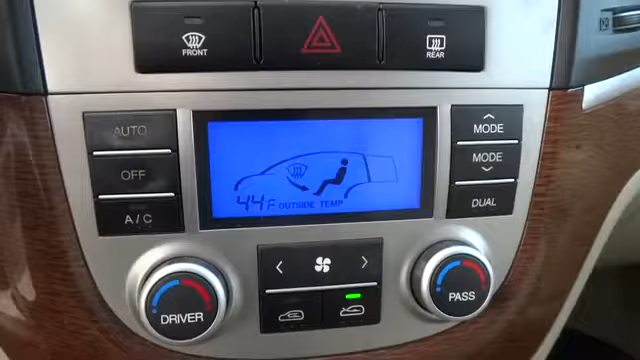 FRONT
REAR
AUTO
OFF
A/C
44F OUTSIDE TEMP
MODE
MODE
DUAL
DRIVER
PASS